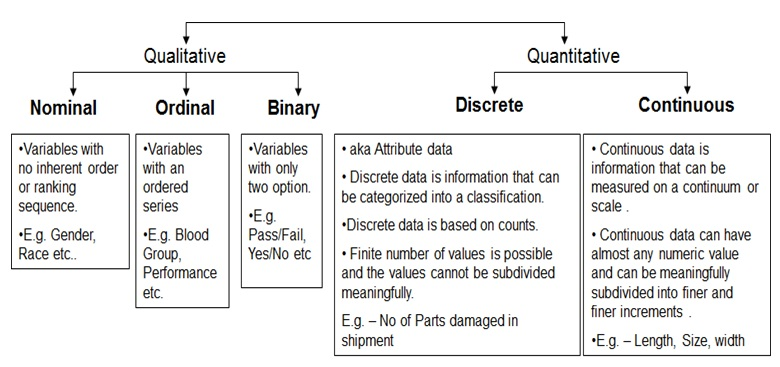 Qualitative
Quantitative
Nominal
Ordinal
Binary
Discrete
Continuous
•Variables with
no inherent order
or ranking
sequence.
•E.g. Gender,
Race etc..
•Variables
with an
ordered
series
•E.g. Blood
Group,
Performance
etc.
•Variables
with only
two option.
•E.g.
Pass/Fail,
Yes/No etc
• aka Attribute data
• Discrete data is information that can
be categorized into a classification.
•Discrete data is based on counts.
• Finite number of values is possible
and the values cannot be subdivided
meaningfully.
E.g. – No of Parts damaged in
shipment
• Continuous data is
information that can be
measured on a continuum or
scale .
• Continuous data can have
almost any numeric value
and can be meaningfully
subdivided into finer and
finer increments .
•E.g. – Length, Size, width